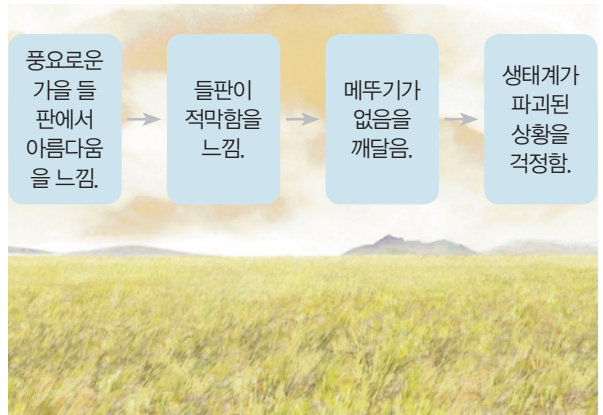 풍요로운
가을 들
판에서
아름다움
을 느낌.
들판이
적막함을
느낌.
메뚜기가
없음을
깨달음.
생태계가
파괴된
상황을
걱정함.